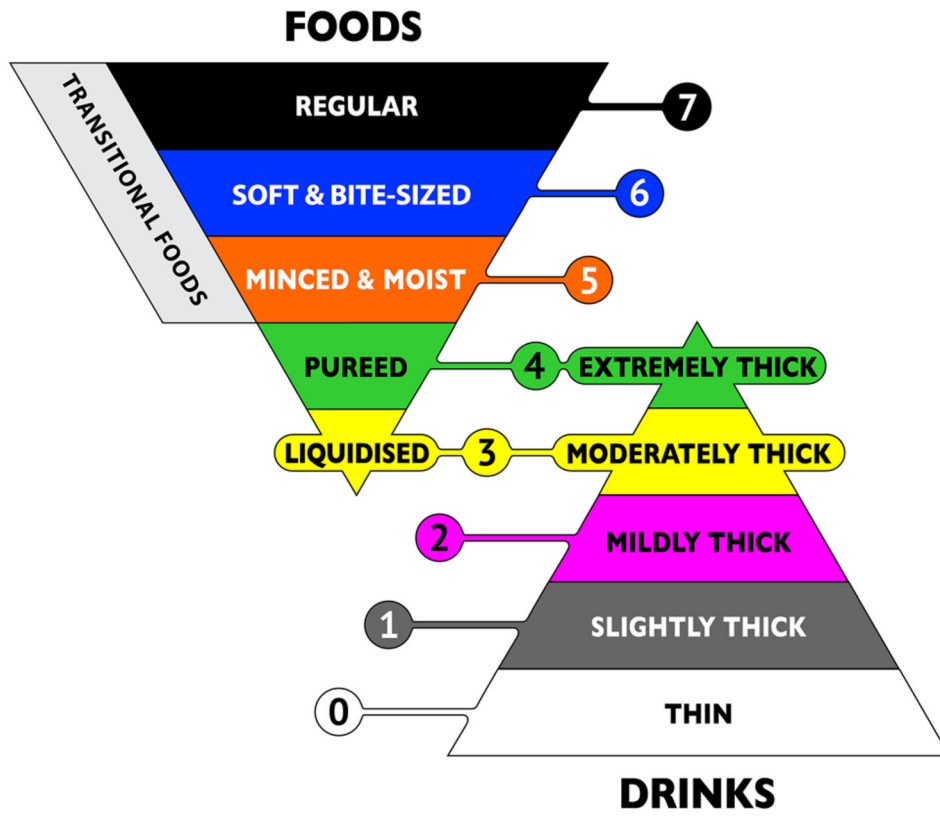 FOODS
TRANSITIONAL FOODS
REGULAR
7
SOFT & BITE-SIZED
6
MINCED & MOIST
5
PUREED
4
EXTREMELY THICK
LIQUIDISED
3
MODERATELY THICK
2
MILDLY THICK
1
SLIGHTLY THICK
0
THIN
DRINKS